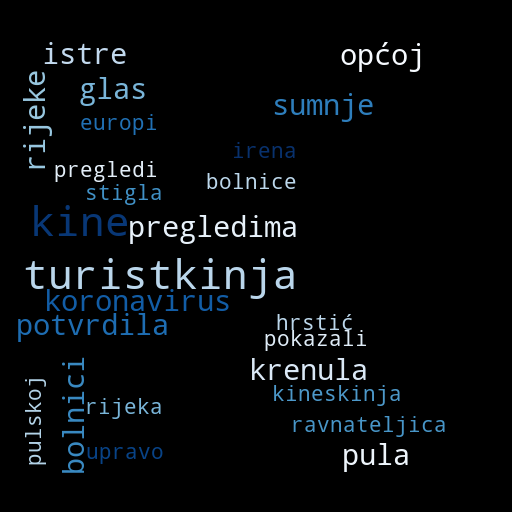 istre
općoj
glas
sumnje
rijeke
europi
irena
pregledi
bolnice
stigla
kine
pregledima
turistkinja
koronavirus
potvrdila
hrstić
pokazali
krenula
kineskinja
bolnici
pulskoj
rijeka
ravnateljica
upravo
pula